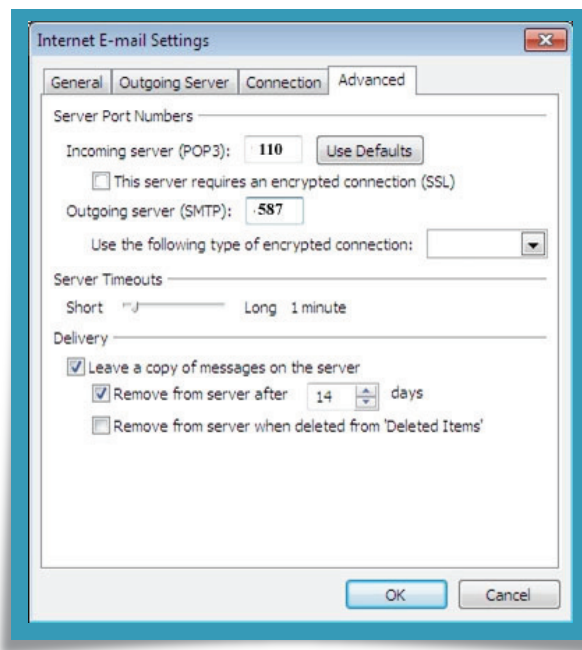 Internet E-mail Settings
General Outgoing Server Connection Advanced
Server Port Numbers
Incoming server (POP3): 110 Use Defaults
This server requires an encrypted connection (SSL)
Outgoing server (SMTP): 587
Use the following type of encrypted connection:
Server Timeouts
Short Long 1 minute
Delivery
Leave a copy of messages on the server
Remove from server after 14 days
Remove from server when deleted from 'Deleted Items'
OK Cancel